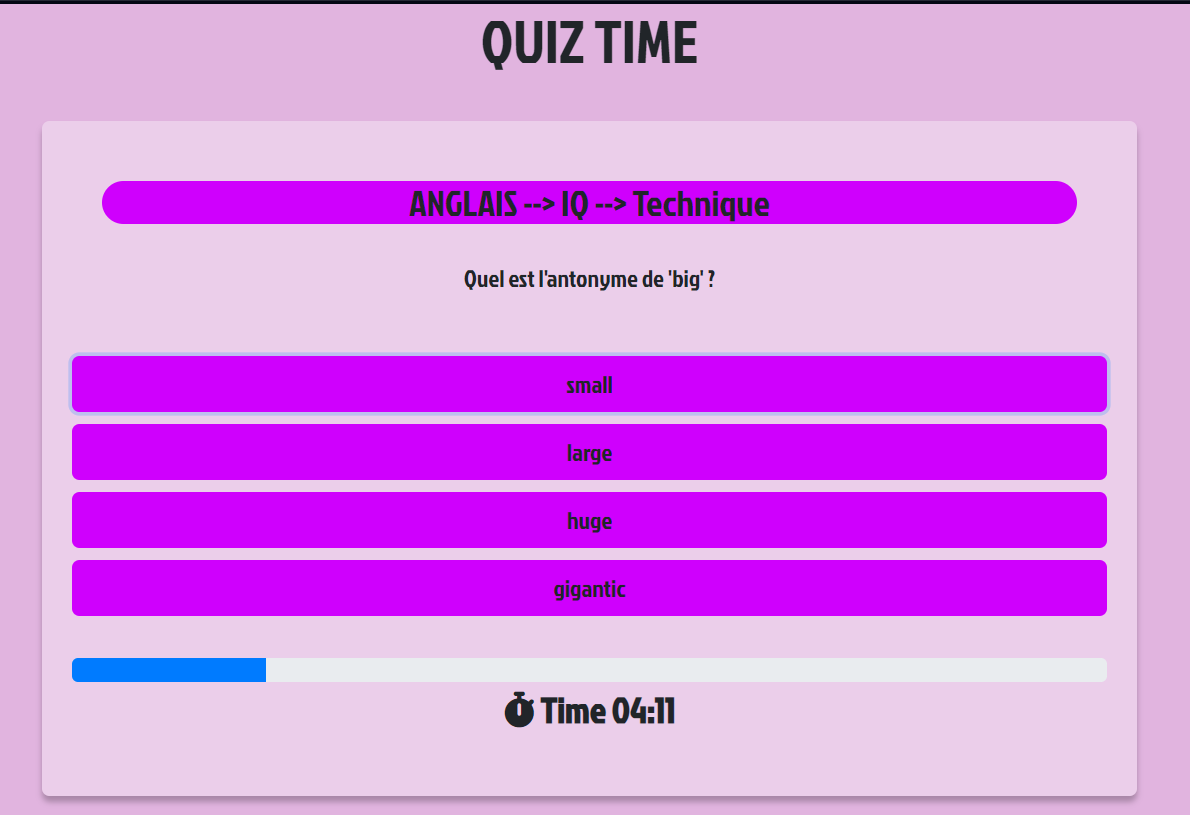 QUIZ TIME
ANGLAIS --> IQ --> Technique
Quel est l'antonyme de 'big' ?
small
large
huge
gigantic
Time 04:11